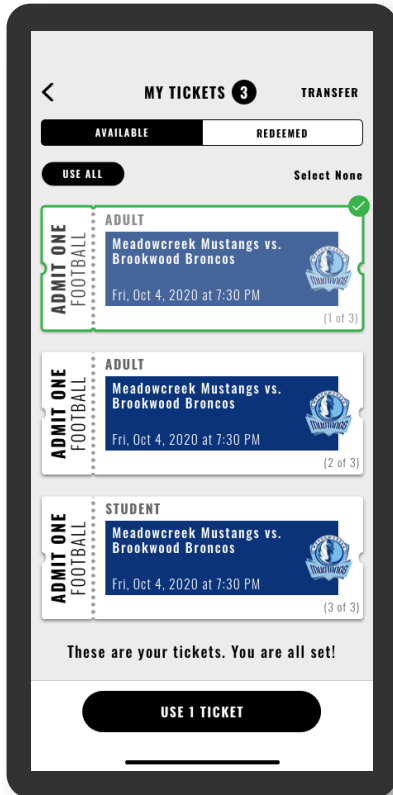 MY TICKETS 3 TRANSFER
AVAILABLE REDEEMED
USE ALL Select None
ADMIT ONE
FOOTBALL
ADULT
Meadowcreek Mustangs vs.
Brookwood Broncos
Fri, Oct 4, 2020 at 7:30 PM
MUSTANGS
(1 of 3)
ADMIT ONE
FOOTBALL
ADULT
Meadowcreek Mustangs vs.
Brookwood Broncos
Fri, Oct 4, 2020 at 7:30 PM
MUSTANGS
(2 of 3)
ADMIT ONE
FOOTBALL
STUDENT
Meadowcreek Mustangs vs.
Brookwood Broncos
Fri, Oct 4, 2020 at 7:30 PM
MUSTANGS
(3 of 3)
These are your tickets. You are all set!
USE 1 TICKET